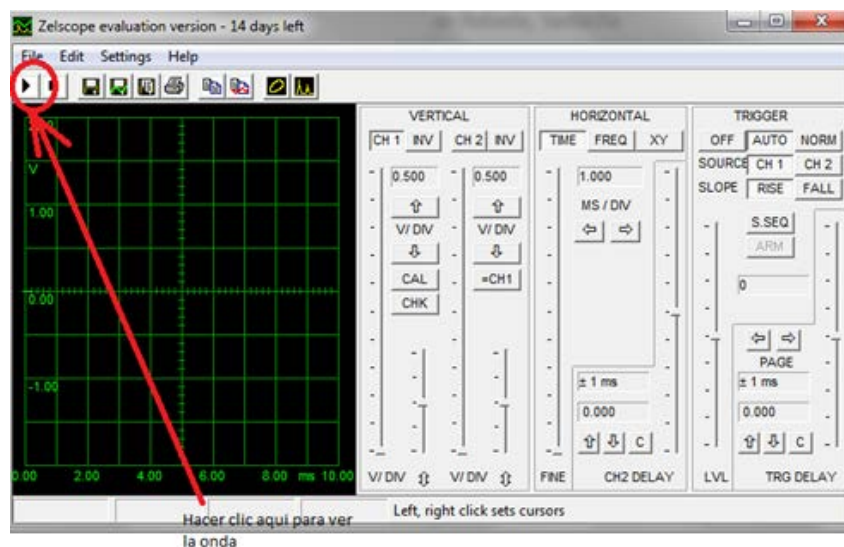 Zelscope evaluation version - 14 days left
File Edit Settings Help
VERTICAL
CH 1 INV CH 2 INV
0.500 0.500
V/ DIV V/ DIV
CAL =CH1
CHK
V/ DIV V/ DIV
HORIZONTAL
TIME FREQ XY
1.000
MS / DIV
± 1 ms
0.000
C
FINE CH2 DELAY
TRIGGER
OFF AUTO NORM
SOURCE CH 1 CH 2
SLOPE RISE FALL
S.SEQ
ARM
0
PAGE
± 1 ms
0.000
C
LVL TRG DELAY
V
1.00
0.00
-1.00
0.00 2.00 4.00 6.00 8.00 ms 10.00
Left, right click sets cursors
Hacer clic aqui para ver
la onda